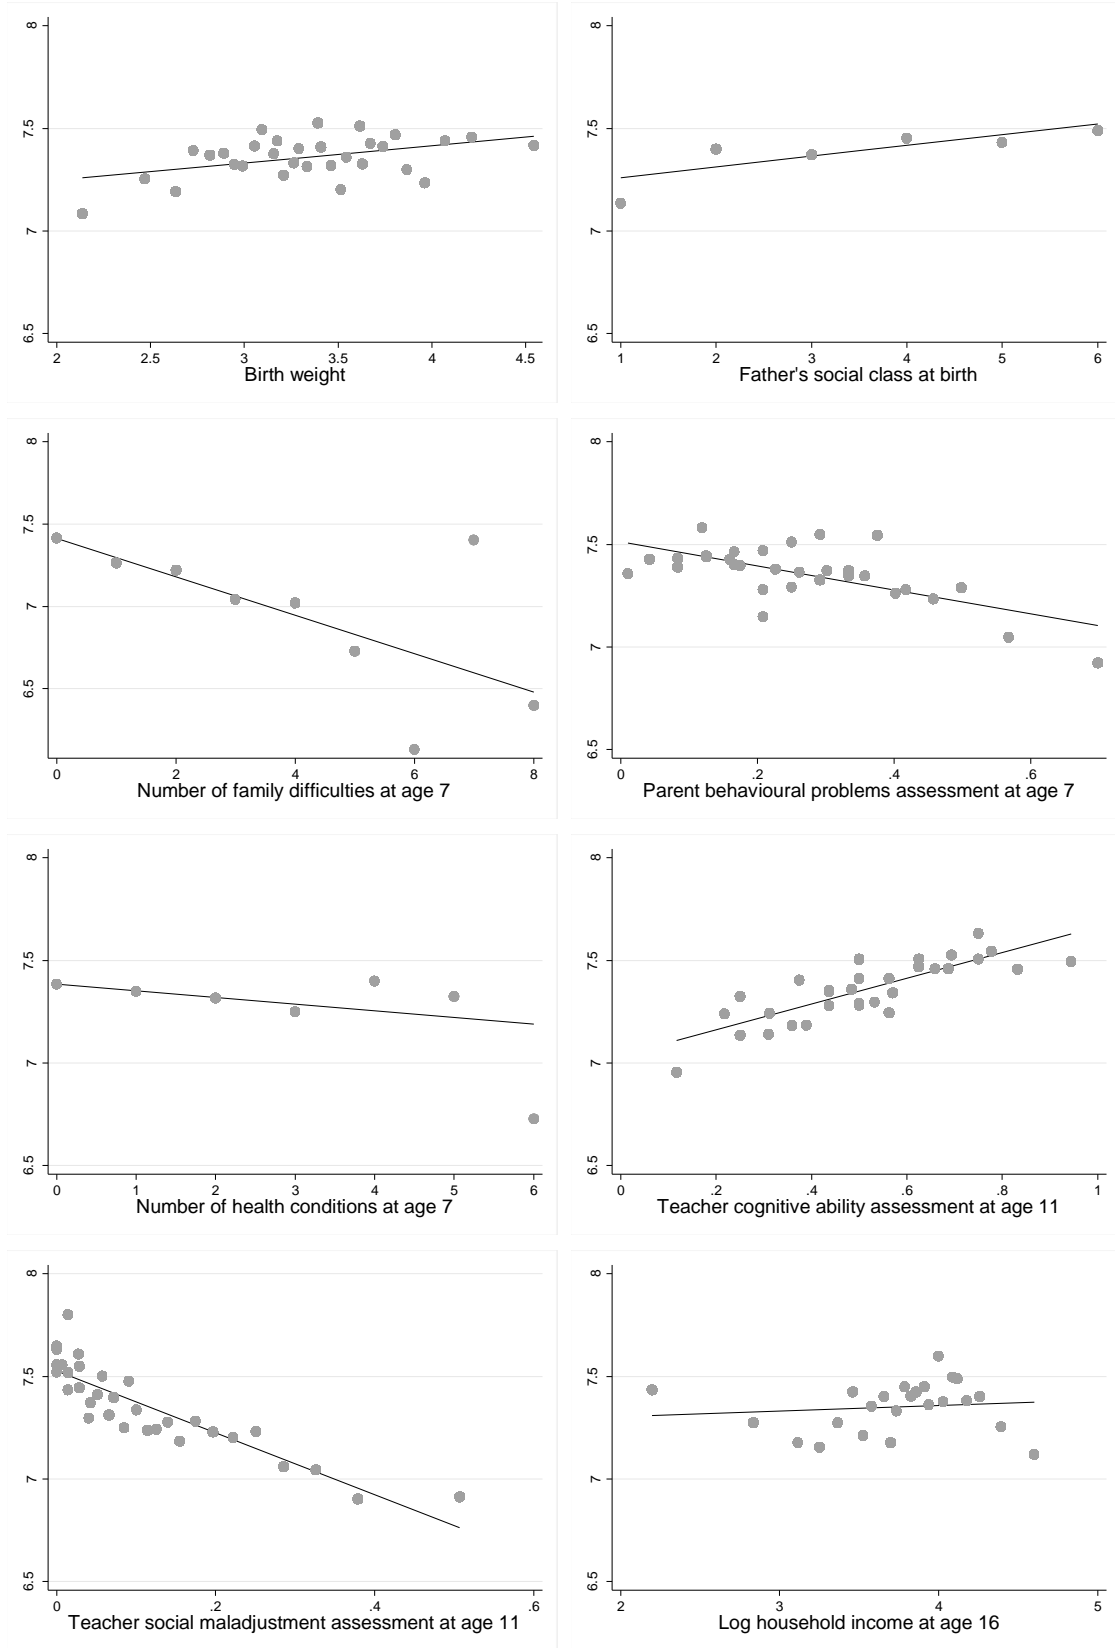 8
7.5
7
6.5
2 2.5 3 3.5 4 4.5
Birth weight
8
7.5
7
6.5
1 2 3 4 5 6
Father's social class at birth
8
7.5
7
6.5
0 2 4 6 8
Number of family difficulties at age 7
8
7.5
7
6.5
0 .2 .4 .6
Parent behavioural problems assessment at age 7
8
7.5
7
6.5
0 1 2 3 4 5 6
Number of health conditions at age 7
8
7.5
7
6.5
0 .2 .4 .6 .8 1
Teacher cognitive ability assessment at age 11
8
7.5
7
6.5
0 .2 .4 .6
Teacher social maladjustment assessment at age 11
8
7.5
7
6.5
2 3 4 5
Log household income at age 16